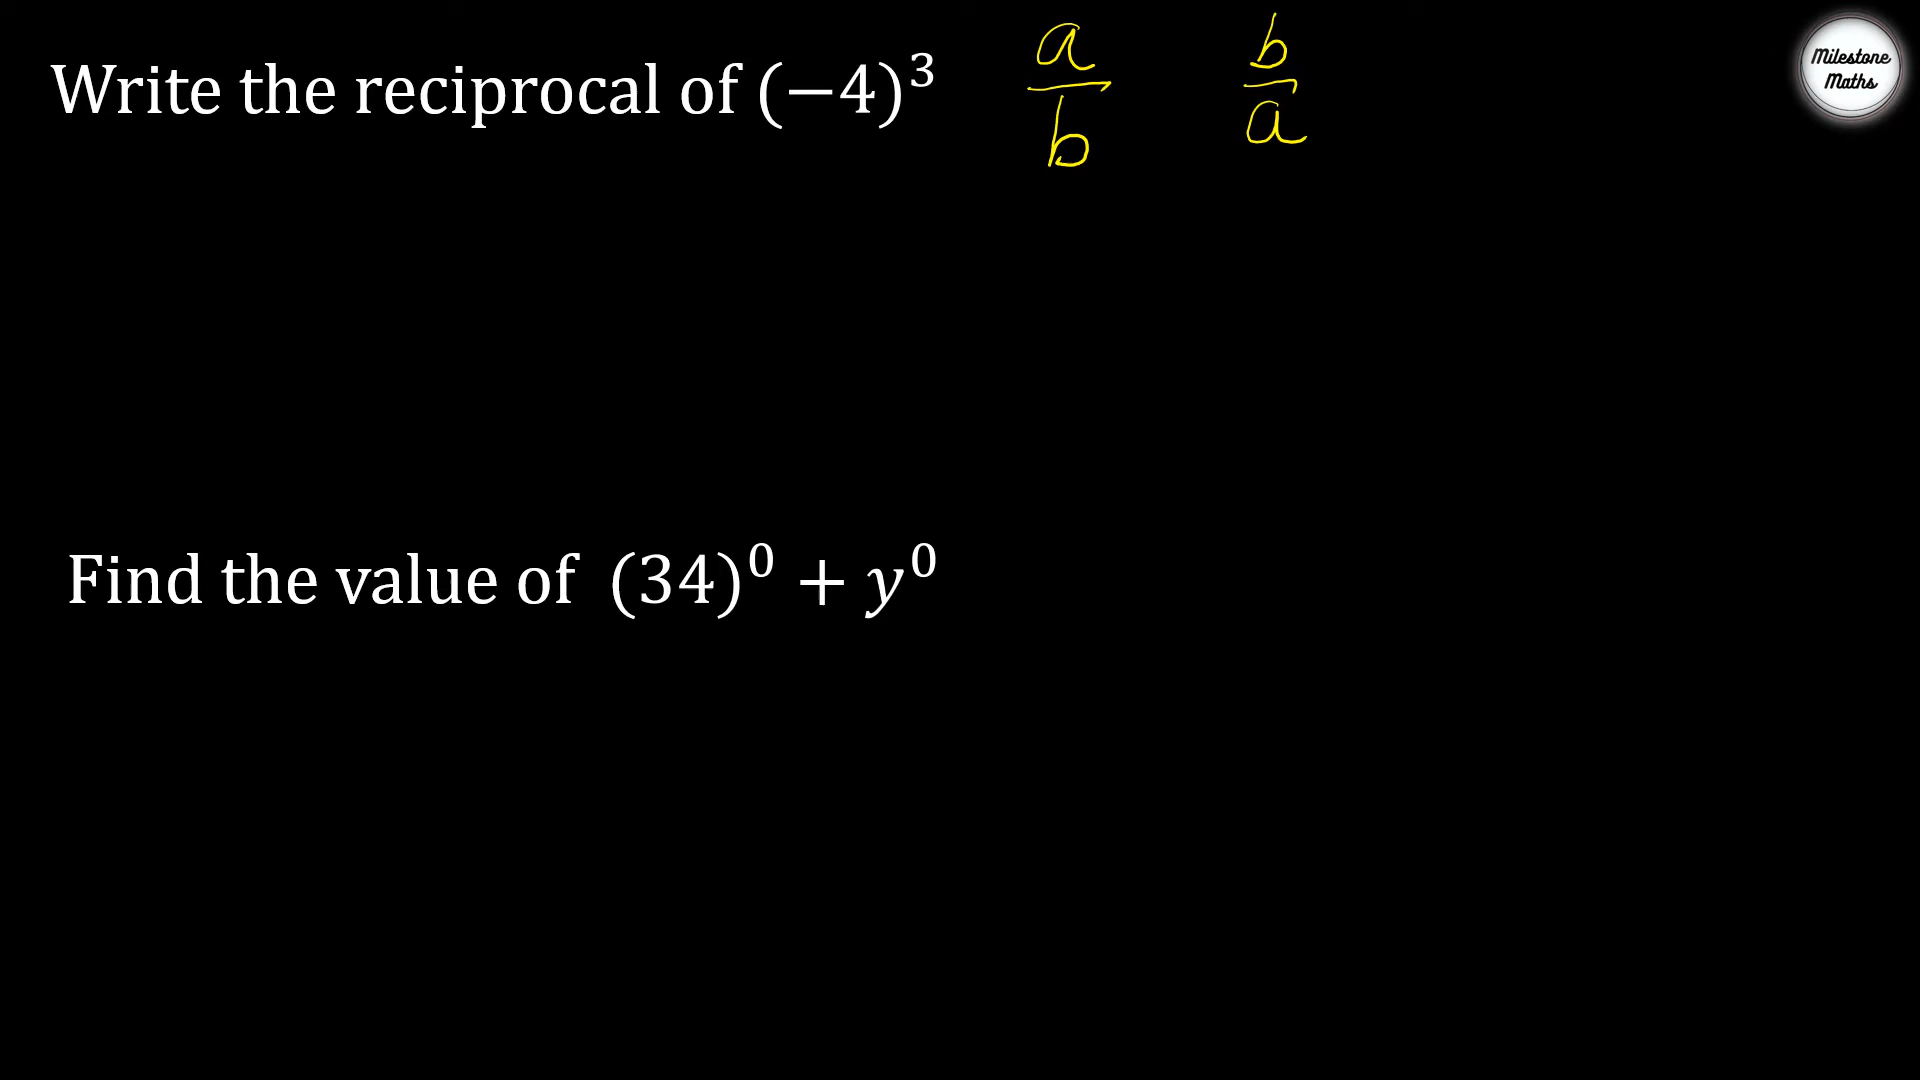 Write the reciprocal of (−4)³ a/b b/a
Milestone
Maths
Find the value of (34)⁰ + y⁰